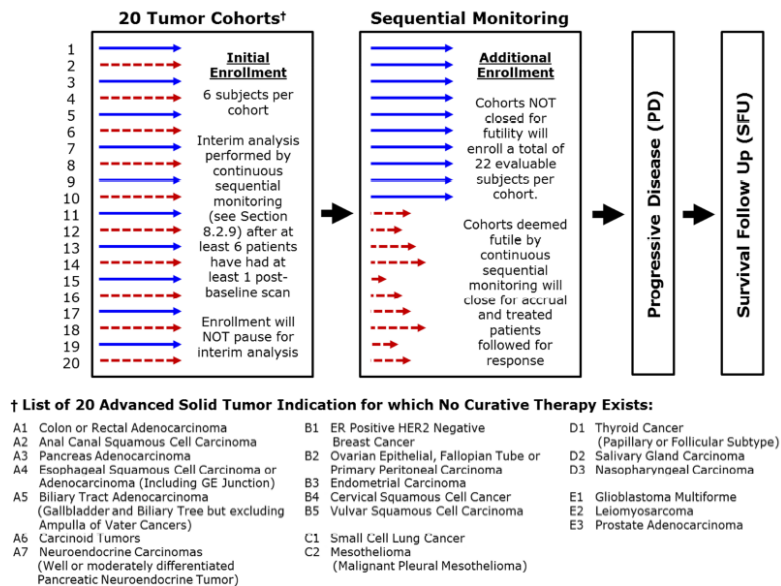 20 Tumor Cohorts†
Sequential Monitoring
1
2
3
4
5
6
7
8
9
10
11
12
13
14
15
16
17
18
19
20
Initial
Enrollment
6 subjects per
cohort
Interim analysis
performed by
continuous
sequential
monitoring
(see Section
8.2.9) after at
least 6 patients
have had at
least 1 post-
baseline scan
Enrollment will
NOT pause for
interim analysis
Additional
Enrollment
Cohorts NOT
closed for
futility will
enroll a total of
22 evaluable
subjects per
cohort.
Cohorts deemed
futile by
continuous
sequential
monitoring will
close for accrual
and treated
patients
followed for
response
Progressive Disease (PD)
Survival Follow Up (SFU)
† List of 20 Advanced Solid Tumor Indication for which No Curative Therapy Exists:
A1 Colon or Rectal Adenocarcinoma
A2 Anal Canal Squamous Cell Carcinoma
A3 Pancreas Adenocarcinoma
A4 Esophageal Squamous Cell Carcinoma or
Adenocarcinoma (Including GE Junction)
A5 Biliary Tract Adenocarcinoma
(Gallbladder and Biliary Tree but excluding
Ampulla of Vater Cancers)
A6 Carcinoid Tumors
A7 Neuroendocrine Carcinomas
(Well or moderately differentiated
Pancreatic Neuroendocrine Tumor)
B1 ER Positive HER2 Negative
Breast Cancer
B2 Ovarian Epithelial, Fallopian Tube or
Primary Peritoneal Carcinoma
B3 Endometrial Carcinoma
B4 Cervical Squamous Cell Cancer
B5 Vulvar Squamous Cell Carcinoma
C1 Small Cell Lung Cancer
C2 Mesothelioma
(Malignant Pleural Mesothelioma)
D1 Thyroid Cancer
(Papillary or Follicular Subtype)
D2 Salivary Gland Carcinoma
D3 Nasopharyngeal Carcinoma
E1 Glioblastoma Multiforme
E2 Leiomyosarcoma
E3 Prostate Adenocarcinoma